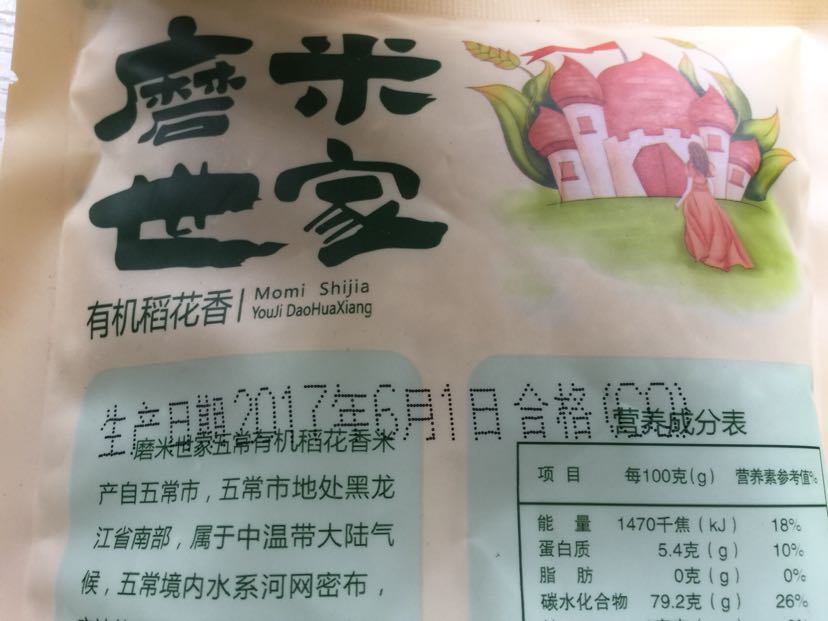 磨米
世家
有机稻花香
Momi Shijia
YouJi DaoHuaXiang
生产日期2017年6月1日合格(CQ)
磨米世家五常有机稻花香米
产自五常市，五常市地处黑龙
江省南部，属于中温带大陆气
候，五常境内水系河网密布，
营养成分表
项 目 每100克(g) 营养素参考值%
能 量 1470千焦（kJ） 18%
蛋白质 5.4克（g） 10%
脂 肪 0克(g) 0%
碳水化合物 79.2克（g） 26%